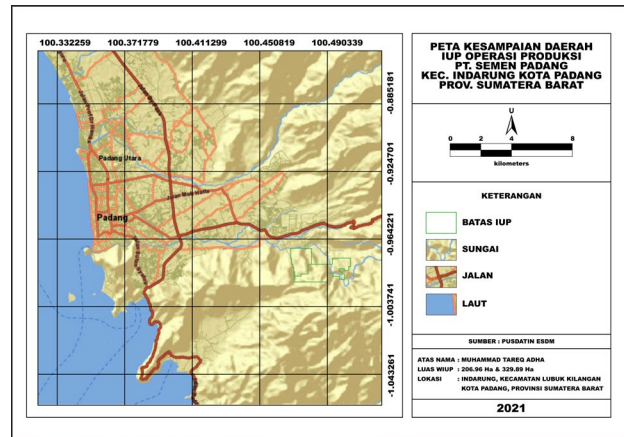 100.332259 100.371779 100.411299 100.450819 100.490339
-0.885181
-0.924701
-0.964221
-1.003741
-1.043261
Padang Utara
Padang
PETA KESAMPAIAN DAERAH
IUP OPERASI PRODUKSI
PT. SEMEN PADANG
KEC. INDARUNG KOTA PADANG
PROV. SUMATERA BARAT
U
0 2 4 8
kilometers
KETERANGAN
BATAS IUP
SUNGAI
JALAN
LAUT
SUMBER : PUSDATIN ESDM
ATAS NAMA : MUHAMMAD TAREQ ADHA
LUAS WIUP : 206.96 Ha & 329.89 Ha
LOKASI : INDARUNG, KECAMATAN LUBUK KILANGAN
KOTA PADANG, PROVINSI SUMATERA BARAT
2021